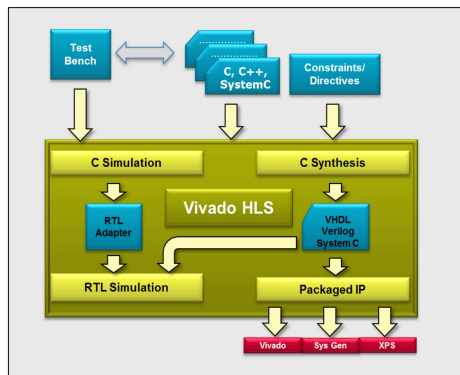 Test
Bench
..................
..................
C, C++,
SystemC
Constraints/
Directives
C Simulation
C Synthesis
Vivado HLS
RTL
Adapter
VHDL
Verilog
System C
RTL Simulation
Packaged IP
Vivado
Sys Gen
XPS